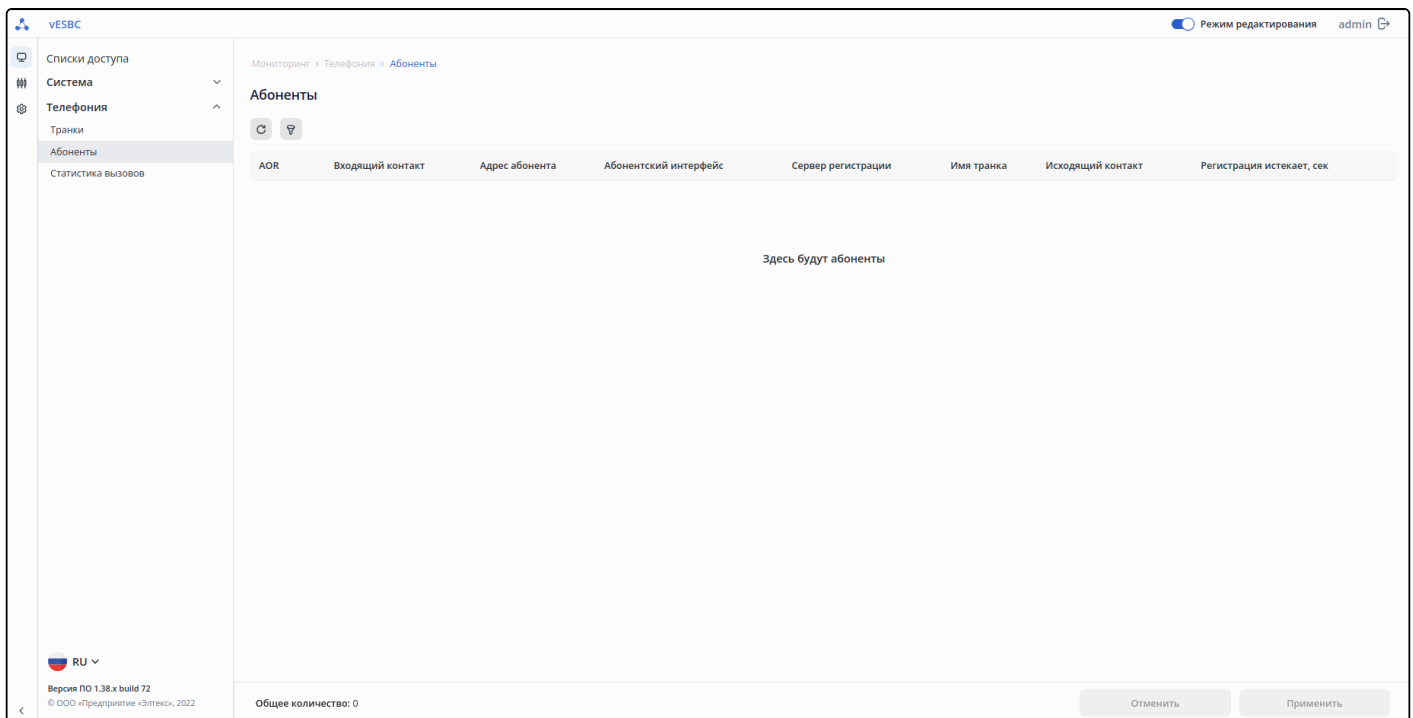 vESBC
Режим редактирования admin
Списки доступа
Система
Телефония
Транки
Абоненты
Статистика вызовов
Мониторинг Телефония Абоненты
Абоненты
AOR Входящий контакт Адрес абонента Абонентский интерфейс Сервер регистрации Имя транка Исходящий контакт Регистрация истекает, сек
Здесь будут абоненты
RU
Версия ПО 1.38.x build 72
© ООО «Предприятие «Элтекс», 2022
Общее количество: 0
Отменить Применить